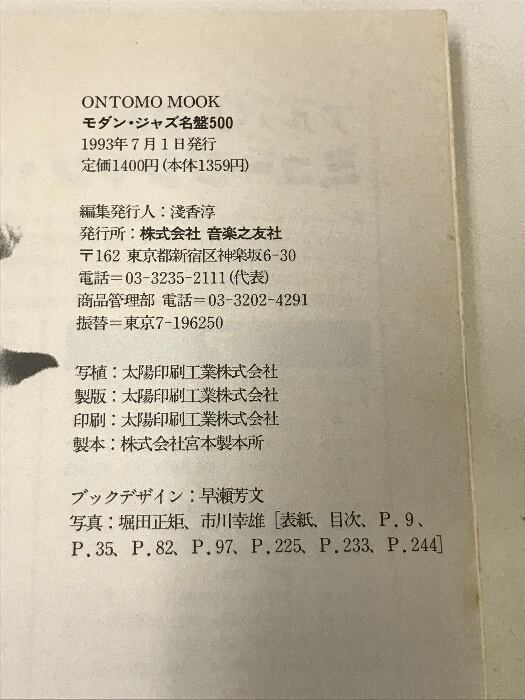 ONTOMO MOOK
モダン・ジャズ名盤500
1993年7月1日発行
定価1400円(本体1359円)
編集発行人：淺香淳
発行所：株式会社 音楽之友社
〒162 東京都新宿区神楽坂6-30
電話＝03-3235-2111(代表)
商品管理部 電話＝03-3202-4291
振替＝東京7-196250
写植：太陽印刷工業株式会社
製版：太陽印刷工業株式会社
印刷：太陽印刷工業株式会社
製本：株式会社宮本製本所
ブックデザイン：早瀬芳文
写真：堀田正矩、市川幸雄［表紙、目次、P.9、
P.35、P.82、P.97、P.225、P.233、P.244］